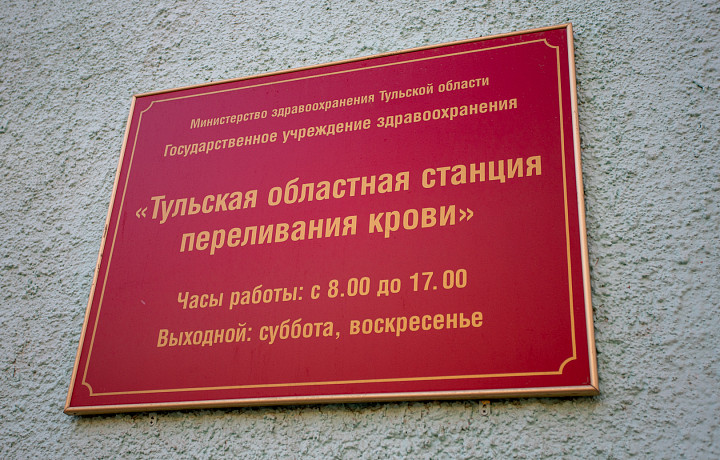 Министерство здравоохранения Тульской области
Государственное учреждение здравоохранения
«Тульская областная станция
переливания крови»
Часы работы: с 8.00 до 17.00
Выходной: суббота, воскресенье